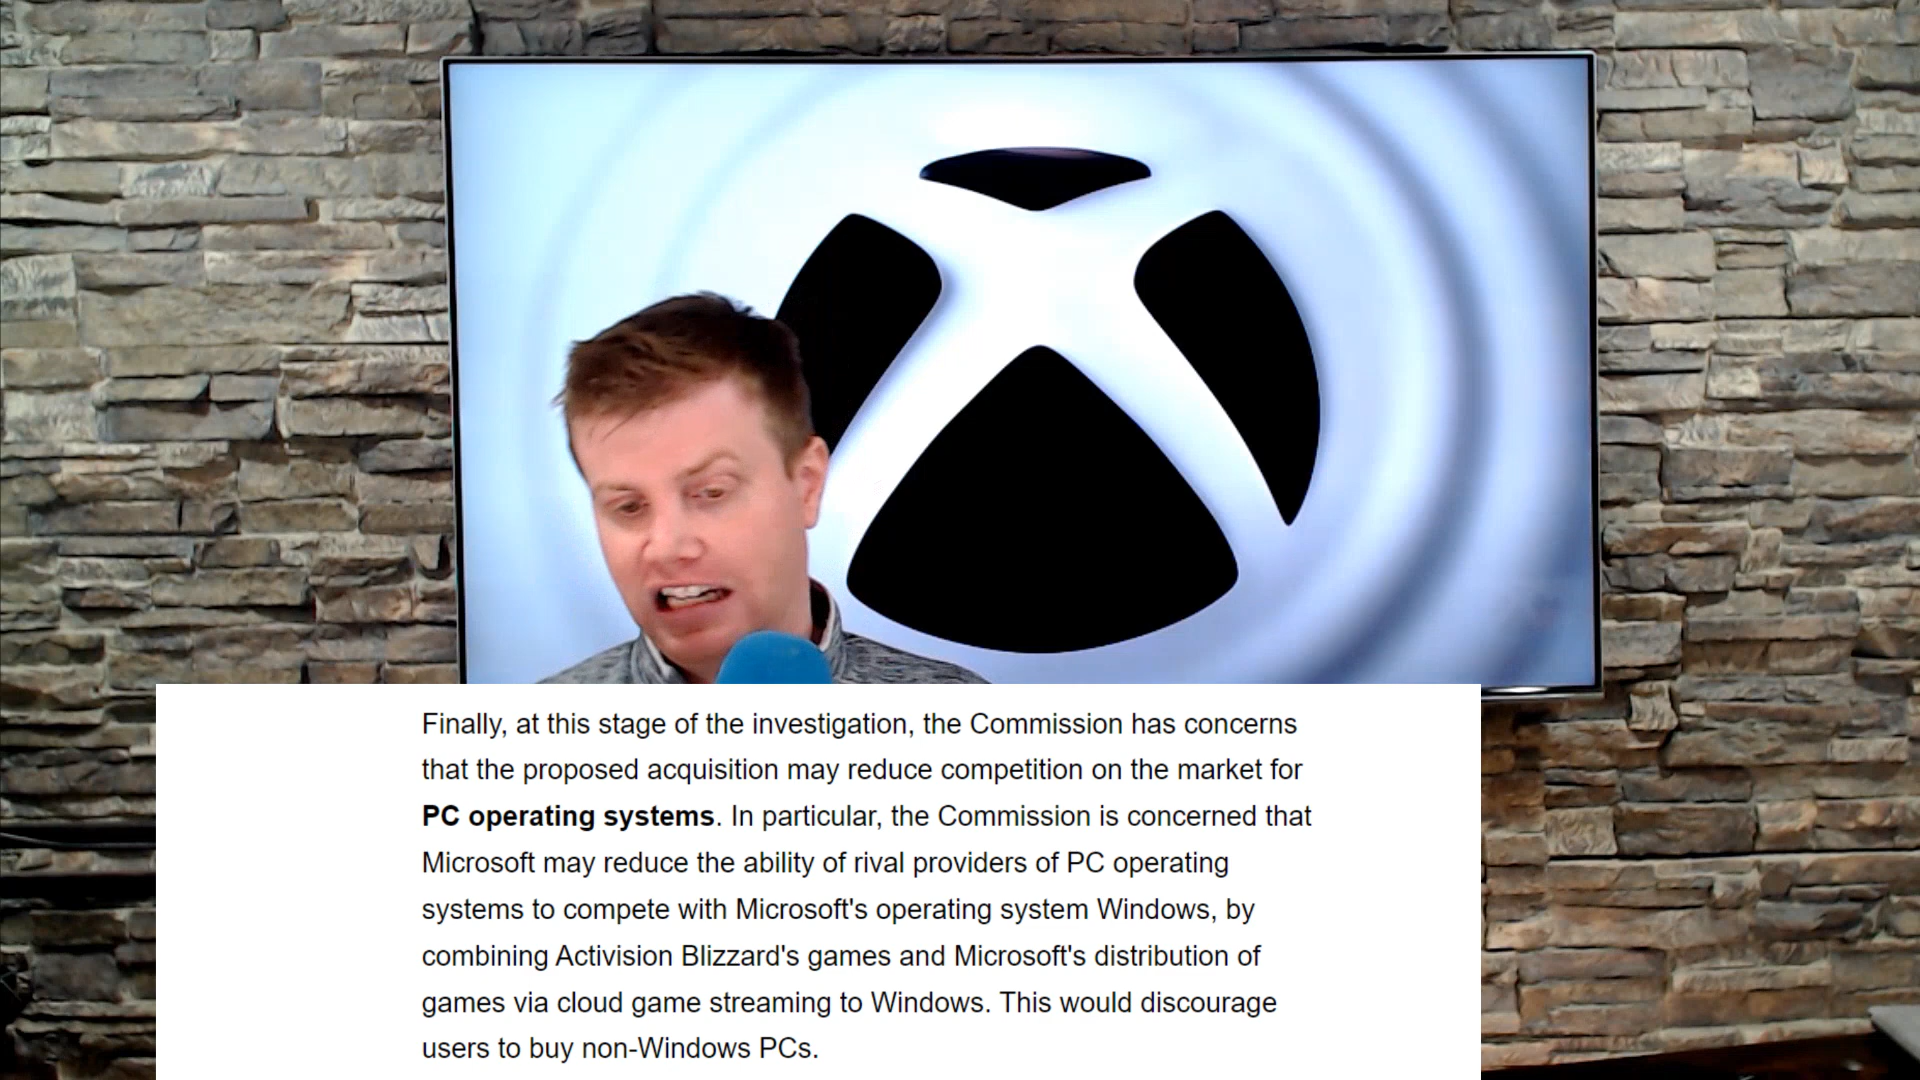 Finally, at this stage of the investigation, the Commission has concerns
that the proposed acquisition may reduce competition on the market for
PC operating systems. In particular, the Commission is concerned that
Microsoft may reduce the ability of rival providers of PC operating
systems to compete with Microsoft's operating system Windows, by
combining Activision Blizzard's games and Microsoft's distribution of
games via cloud game streaming to Windows. This would discourage
users to buy non-Windows PCs.